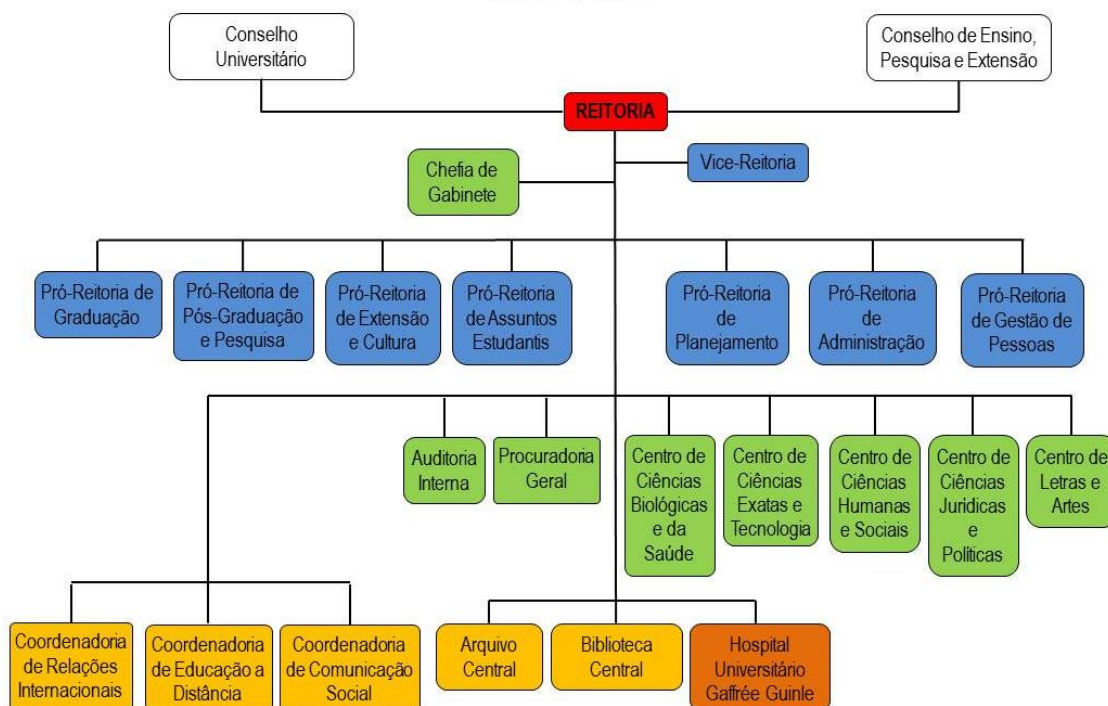 Conselho
Universitário
Conselho de Ensino,
Pesquisa e Extensão
REITORIA
Chefia de
Gabinete
Vice-Reitoria
Pró-Reitoria de
Graduação
Pró-Reitoria de
Pós-Graduação
e Pesquisa
Pró-Reitoria
de Extensão
e Cultura
Pró-Reitoria
de Assuntos
Estudantis
Pró-Reitoria
de
Planejamento
Pró-Reitoria
de
Administração
Pró-Reitoria
de Gestão de
Pessoas
Auditoria
Interna
Procuradoria
Geral
Centro de
Ciências
Biológicas
e da
Saúde
Centro de
Ciências
Exatas e
Tecnologia
Centro de
Ciências
Humanas
e Sociais
Centro de
Ciências
Jurídicas
e
Políticas
Centro de
Letras e
Artes
Coordenadoria
de Relações
Internacionais
Coordenadoria
de Educação a
Distância
Coordenadoria
de Comunicação
Social
Arquivo
Central
Biblioteca
Central
Hospital
Universitário
Gaffrée Guinle